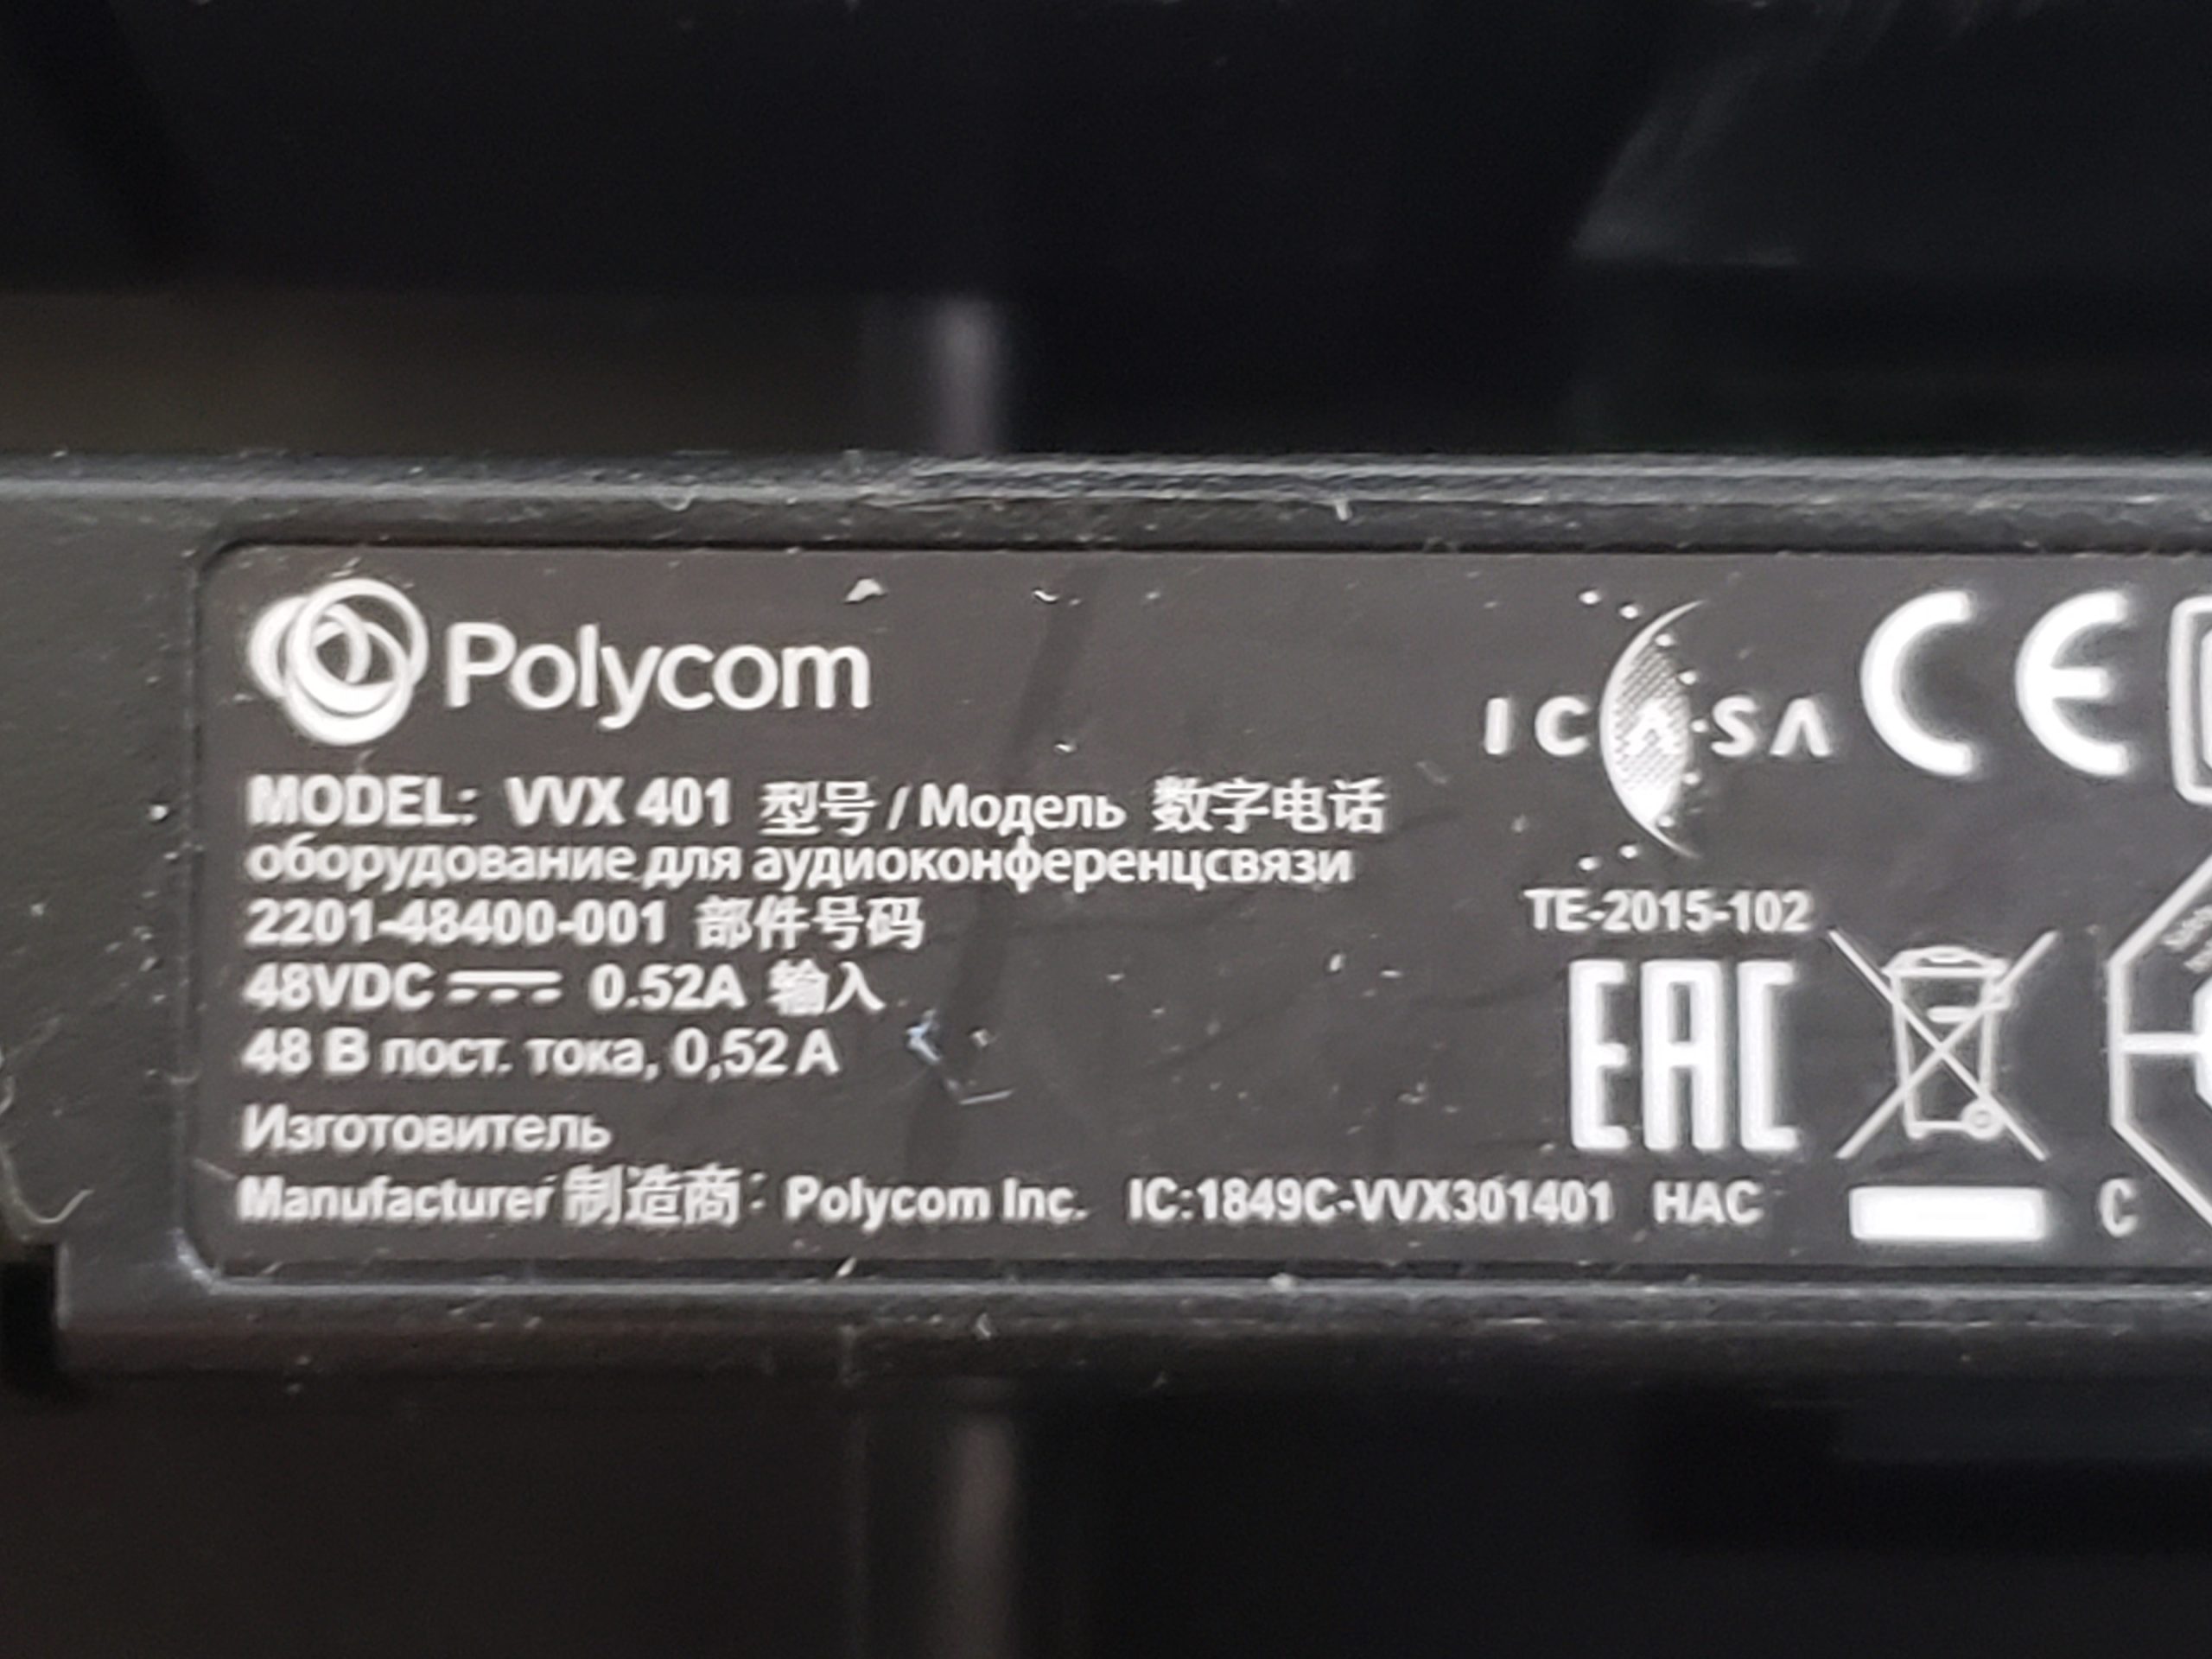 Polycom
MODEL: VVX 401 型号 / Модель 数字电话
оборудование для аудиоконференцсвязи
2201-48400-001 部件号码
48VDC 0.52A 输入
48 В пост. тока, 0,52 A
Изготовитель
Manufacturer 制造商: Polycom Inc. IC:1849C-VVX301401 HAC
ICASA
TE-2015-102
CE
EAC
C